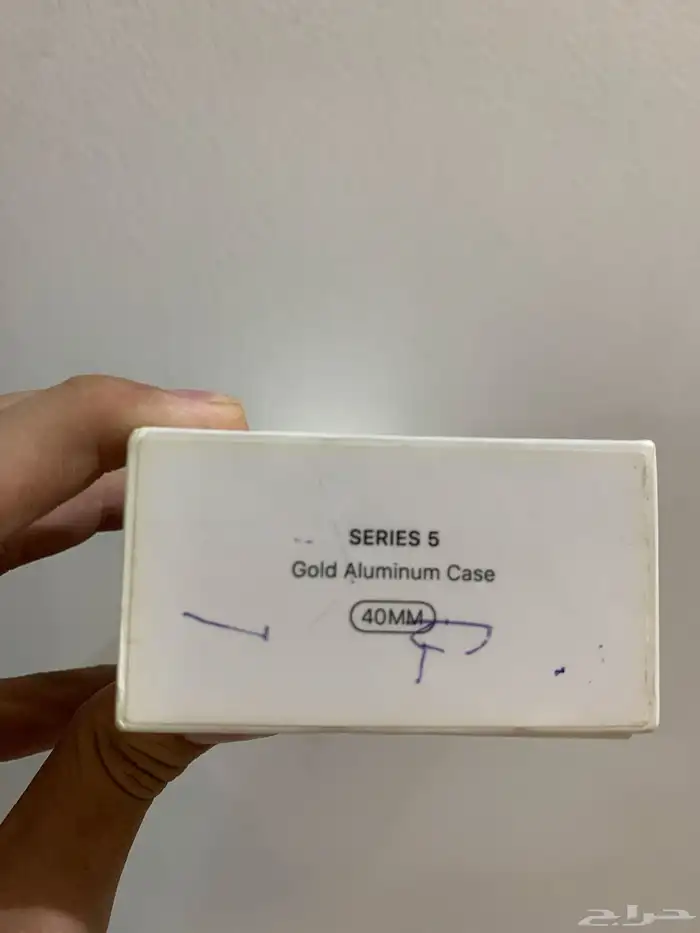 SERIES 5
Gold Aluminum Case
40MM
حراج